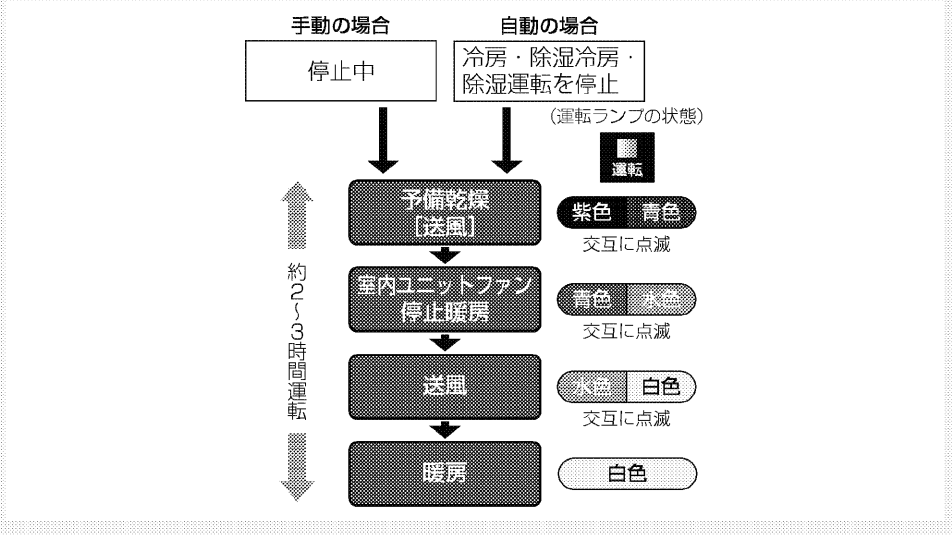 手動の場合
自動の場合
停止中
冷房・除湿冷房・
除湿運転を停止
(運転ランプの状態)
運転
予備乾燥
[送風]
紫色 青色
交互に点滅
約2~3時間運転
室内ユニットファン
停止暖房
青色 水色
交互に点滅
送風
水色 白色
交互に点滅
暖房
白色